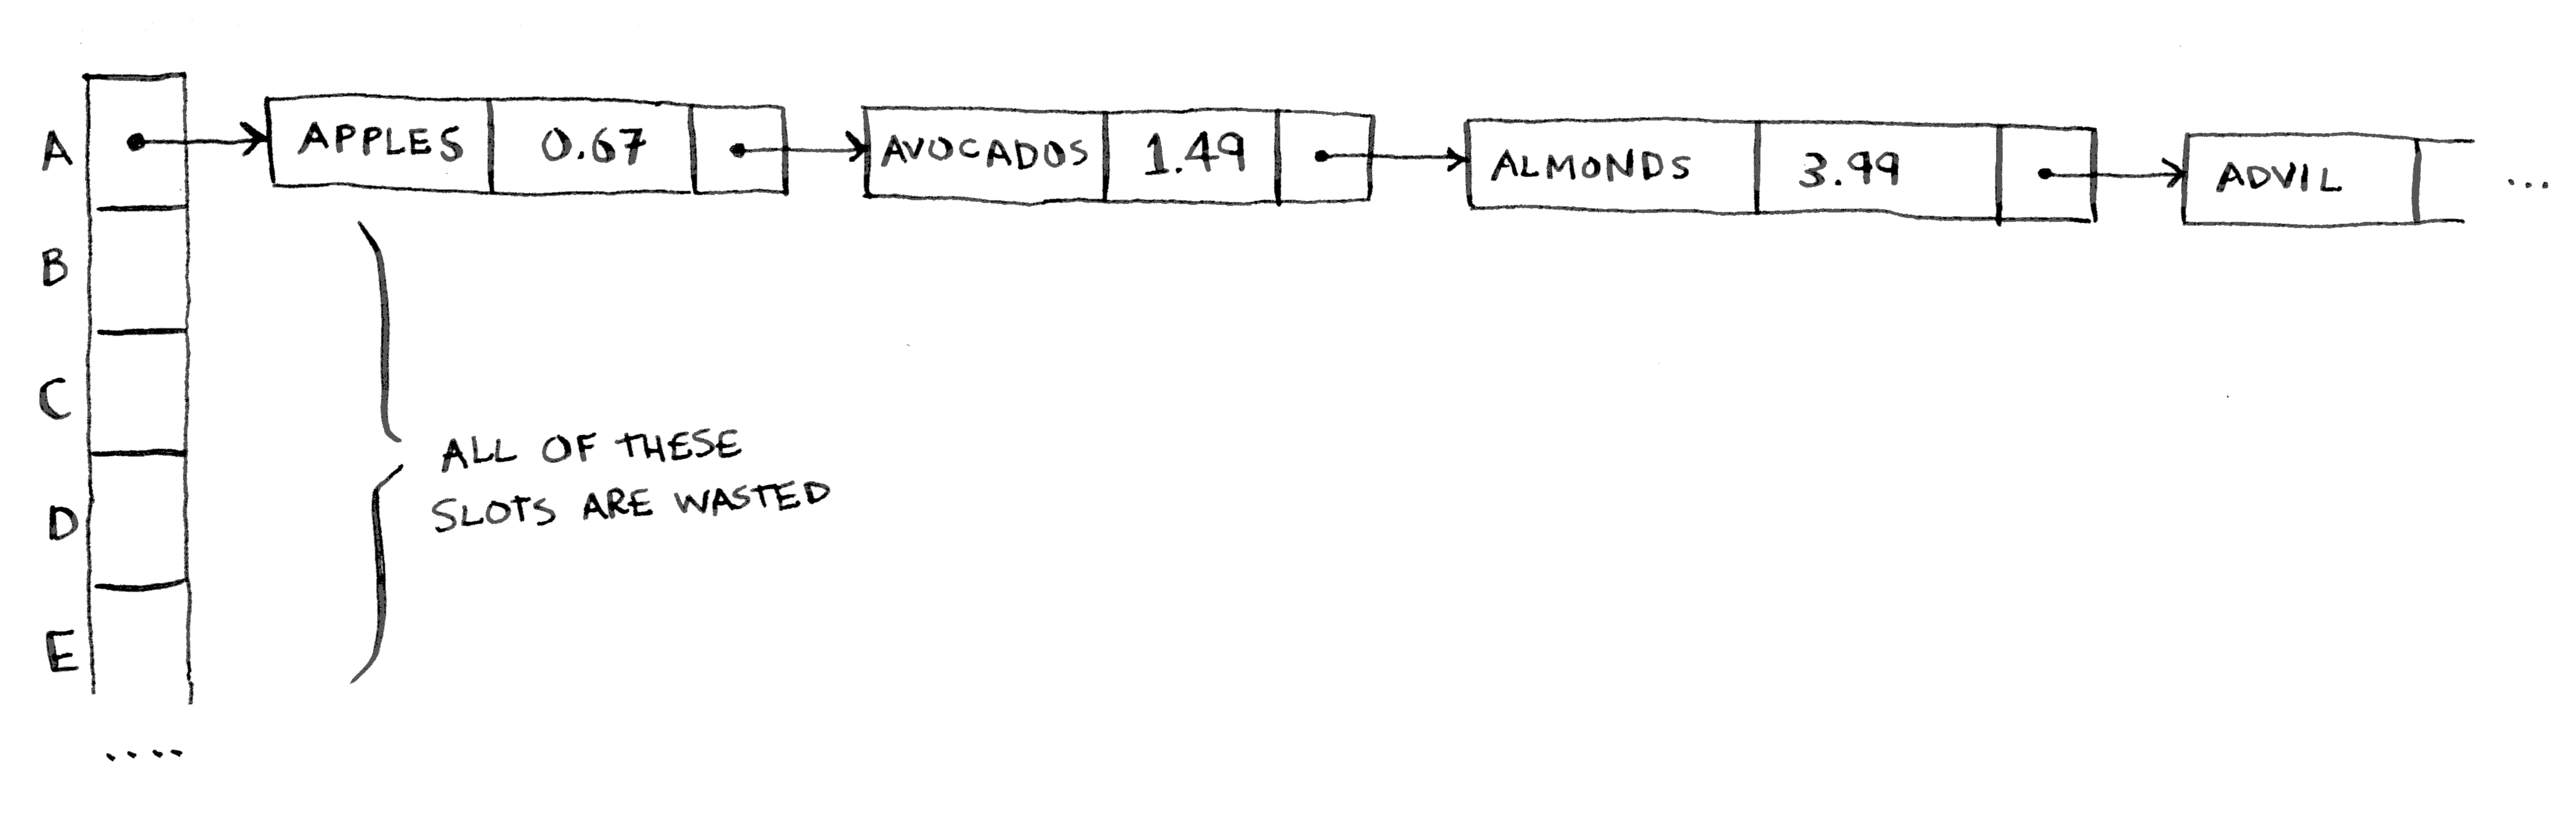 A APPLES 0.67 AVOCADOS 1.49 ALMONDS 3.99 ADVIL ...
B
C
ALL OF THESE
SLOTS ARE WASTED
D
E
....